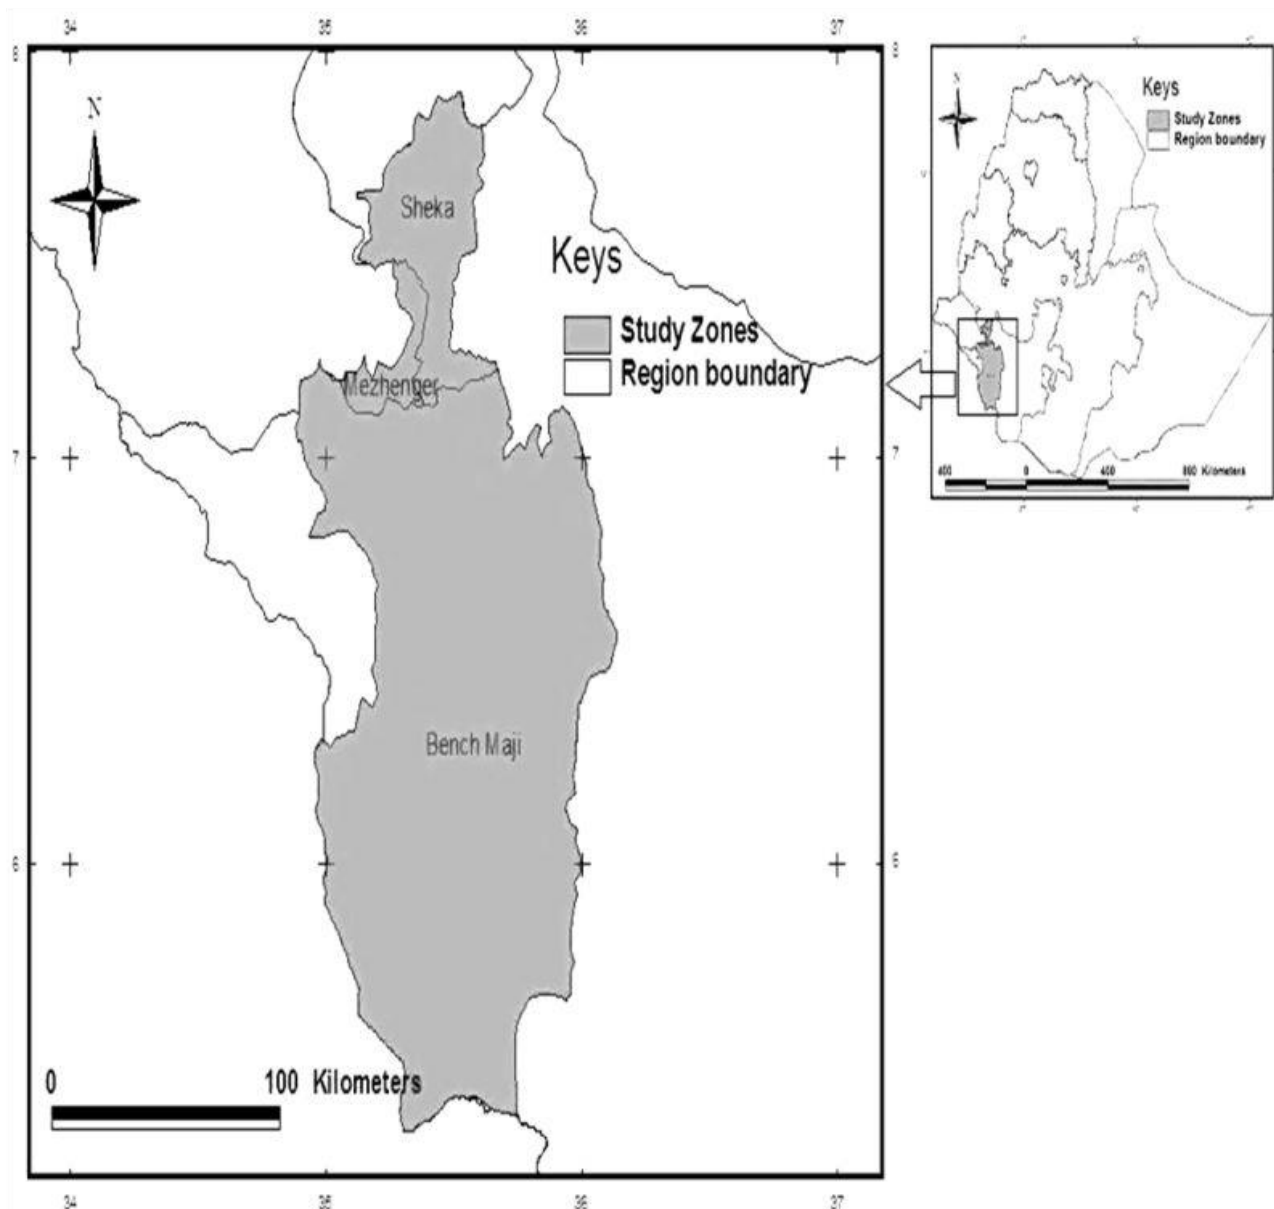 34 35 36 37
8 8
N
Sheka
Keys
Study Zones
Region boundary
Mezhenger
7 7
Bench Maji
6 6
0 100 Kilometers
34 35 36 37
N
Keys
Study Zones
Region boundary
400 0 400 800 Kilometers